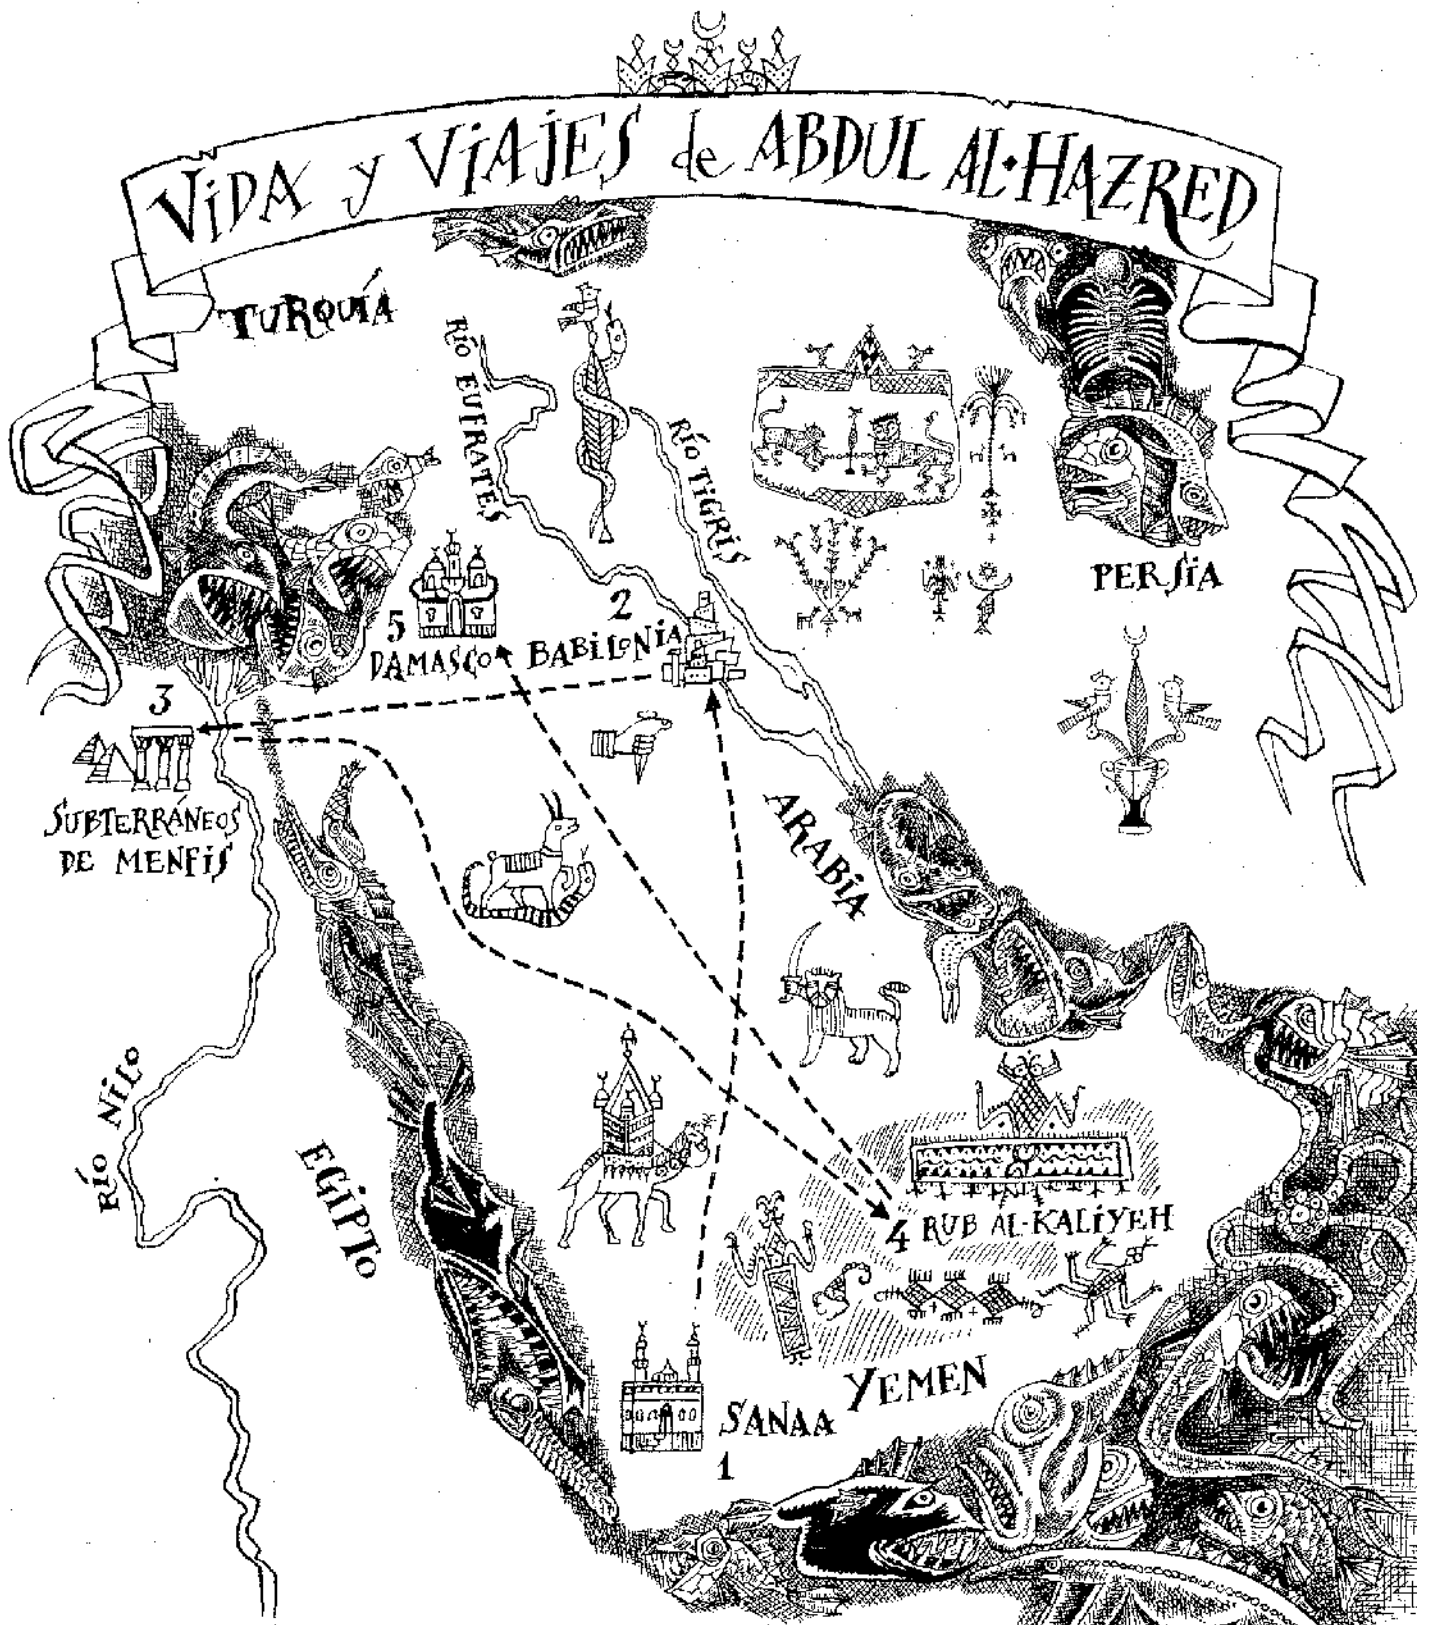 ViDA y ViAJES de ABDUL AL·HAZRED
TURQUÍA
RÍO EUFRATES
RÍO TiGRiS
PERSiA
5
DAMASCO
2
BABiLONiA
3
SUBTERRÁNEOS
DE MENFiS
ARABiA
RÍO NiLO
EGiPTO
4 RUB AL-KALiYEH
YEMEN
SANAA
1